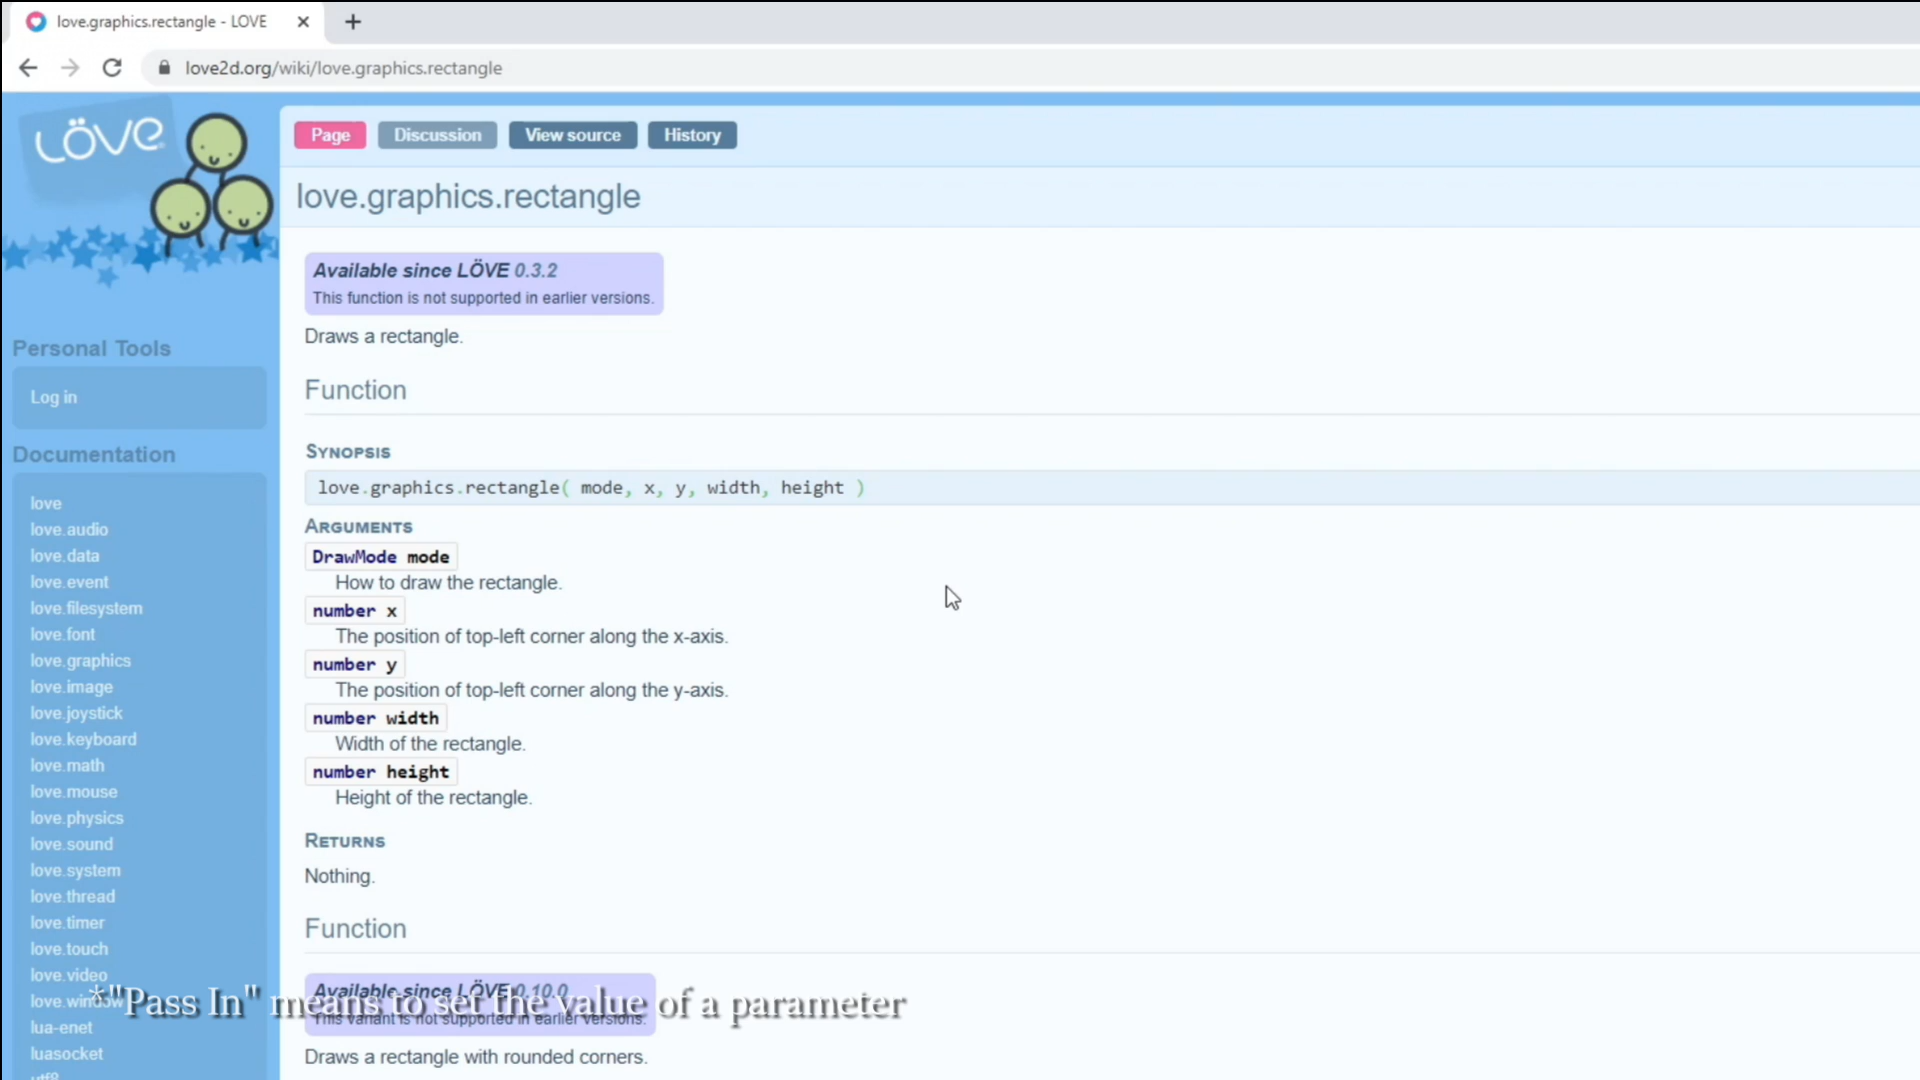 love.graphics.rectangle - LOVE
love2d.org/wiki/love.graphics.rectangle
LÖVE
Page
Discussion
View source
History
love.graphics.rectangle
Available since LÖVE 0.3.2
This function is not supported in earlier versions.
Draws a rectangle.
Function
SYNOPSIS
love.graphics.rectangle( mode, x, y, width, height )
ARGUMENTS
DrawMode mode
How to draw the rectangle.
number x
The position of top-left corner along the x-axis.
number y
The position of top-left corner along the y-axis.
number width
Width of the rectangle.
number height
Height of the rectangle.
RETURNS
Nothing.
Function
Available since LÖVE 0.10.0
This variant is not supported in earlier versions.
Draws a rectangle with rounded corners.
Personal Tools
Log in
Documentation
love
love.audio
love.data
love.event
love.filesystem
love.font
love.graphics
love.image
love.joystick
love.keyboard
love.math
love.mouse
love.physics
love.sound
love.system
love.thread
love.timer
love.touch
love.video
love.window
lua-enet
luasocket
utf8
*"Pass In" means to set the value of a parameter